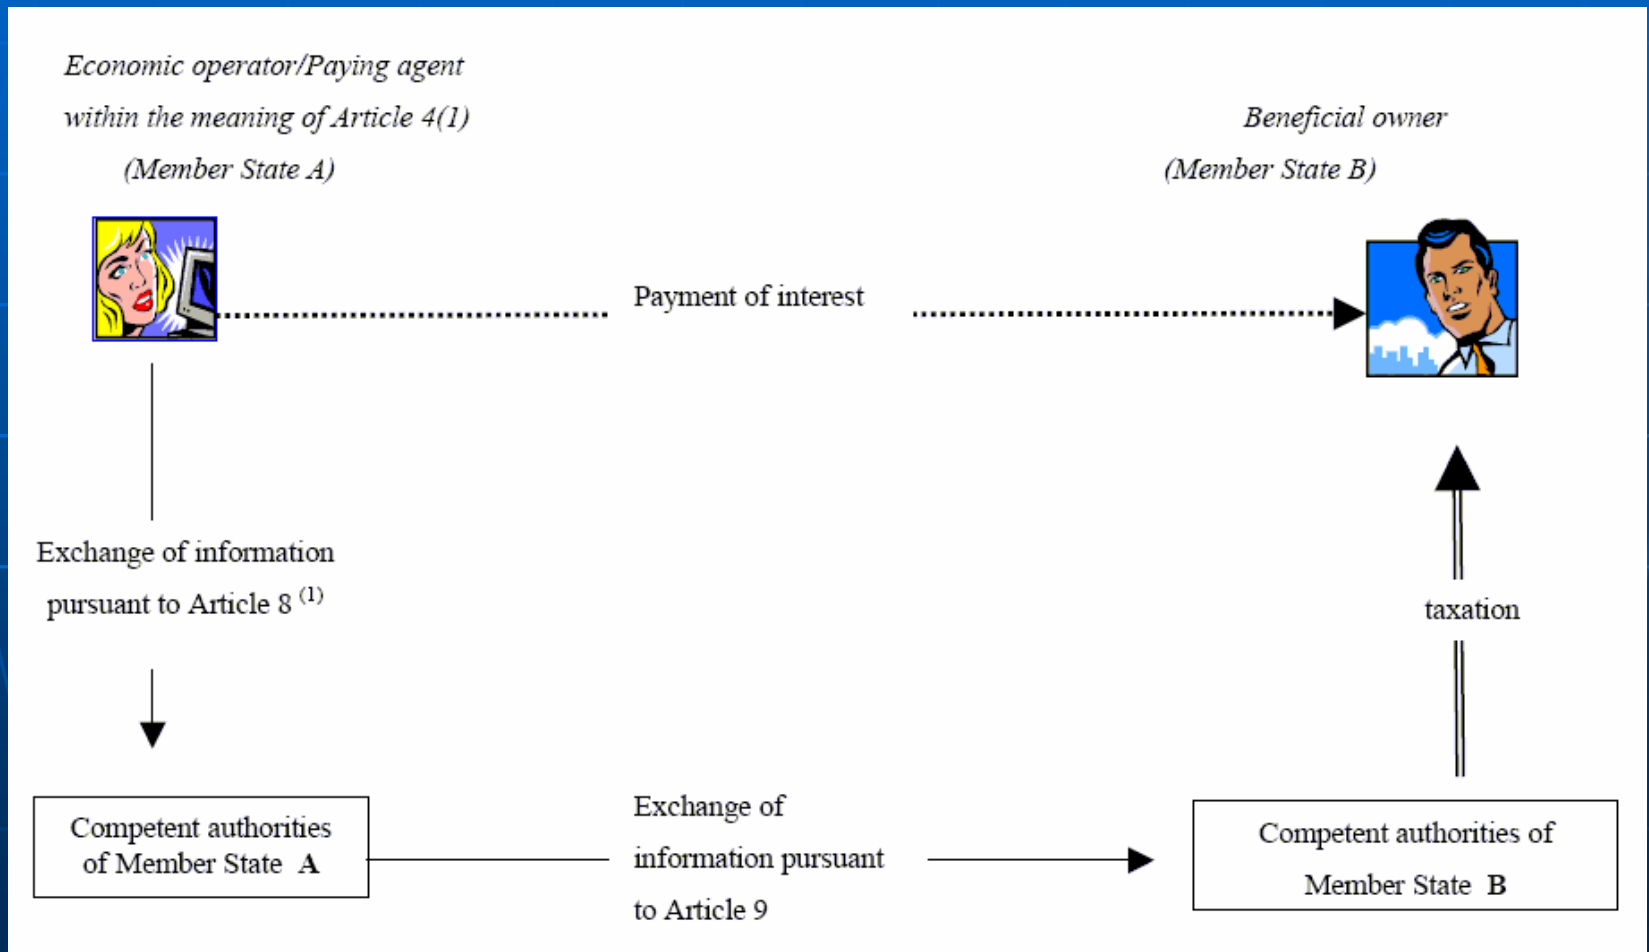 Economic operator/Paying agent
within the meaning of Article 4(1)
(Member State A)
Beneficial owner
(Member State B)
Payment of interest
Exchange of information
pursuant to Article 8 (1)
taxation
Competent authorities
of Member State A
Exchange of
information pursuant
to Article 9
Competent authorities of
Member State B